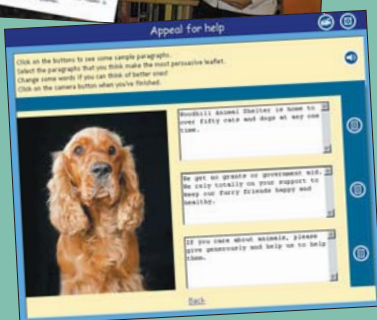 Appeal for help
Click on the buttons to see some sample paragraphs.
Select the paragraphs that you think make the most persuasive leaflet.
Change some words if you can think of better ones!
Click on the camera button when you've finished.
Woodhill Animal Shelter is home to
over fifty cats and dogs at any one
time.
We get no grants or government aid.
We rely totally on your support to
keep our furry friends happy and
healthy.
If you care about animals, please
give generously and help us to help
them.
Back